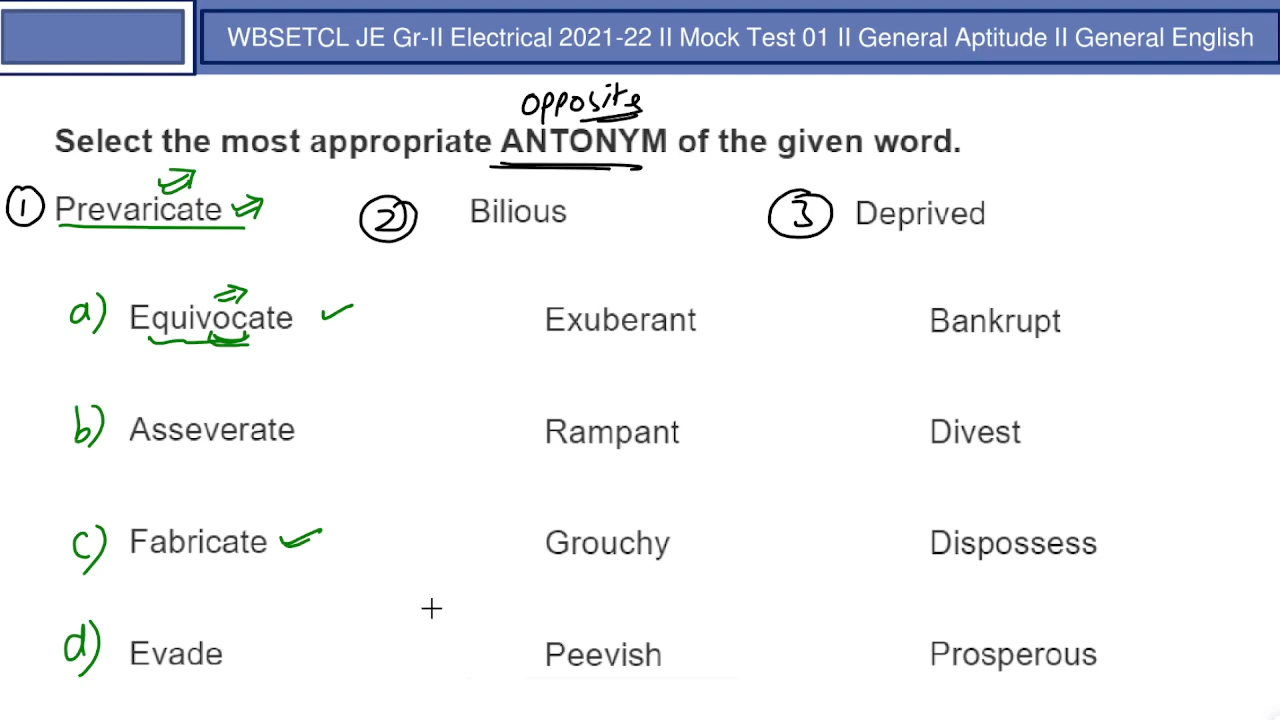 WBSETCL JE Gr-II Electrical 2021-22 II Mock Test 01 II General Aptitude II General English
opposite
Select the most appropriate ANTONYM of the given word.
1 Prevaricate 2 Bilious 3 Deprived
a) Equivocate Exuberant Bankrupt
b) Asseverate Rampant Divest
c) Fabricate Grouchy Dispossess
d) Evade Peevish Prosperous